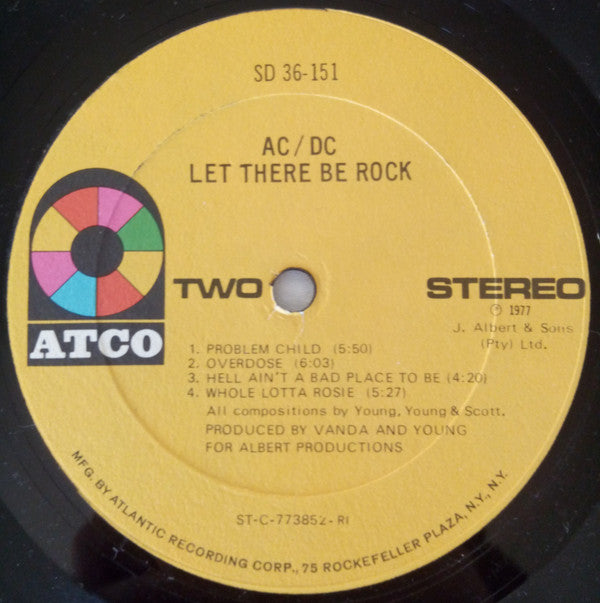 SD 36-151
AC/DC
LET THERE BE ROCK
ATCO
TWO
STEREO
℗ 1977
J. Albert & Sons
(Pty) Ltd.
1. PROBLEM CHILD (5:50)
2. OVERDOSE (6:03)
3. HELL AIN'T A BAD PLACE TO BE (4:20)
4. WHOLE LOTTA ROSIE (5:27)
All compositions by Young, Young & Scott.
PRODUCED BY VANDA AND YOUNG
FOR ALBERT PRODUCTIONS
ST-C-773852-RI
MFG. BY ATLANTIC RECORDING CORP., 75 ROCKEFELLER PLAZA, N.Y., N.Y.